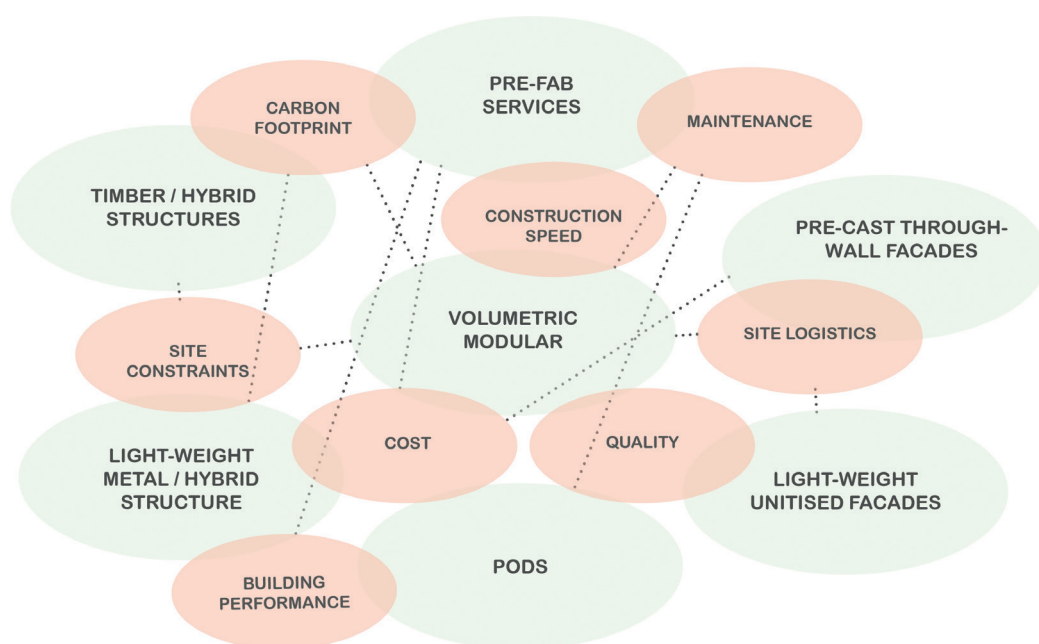 PRE-FAB
SERVICES
CARBON
FOOTPRINT
MAINTENANCE
TIMBER / HYBRID
STRUCTURES
CONSTRUCTION
SPEED
PRE-CAST THROUGH-
WALL FACADES
VOLUMETRIC
MODULAR
SITE LOGISTICS
SITE
CONSTRAINTS
COST
QUALITY
LIGHT-WEIGHT
METAL / HYBRID
STRUCTURE
LIGHT-WEIGHT
UNITISED FACADES
PODS
BUILDING
PERFORMANCE